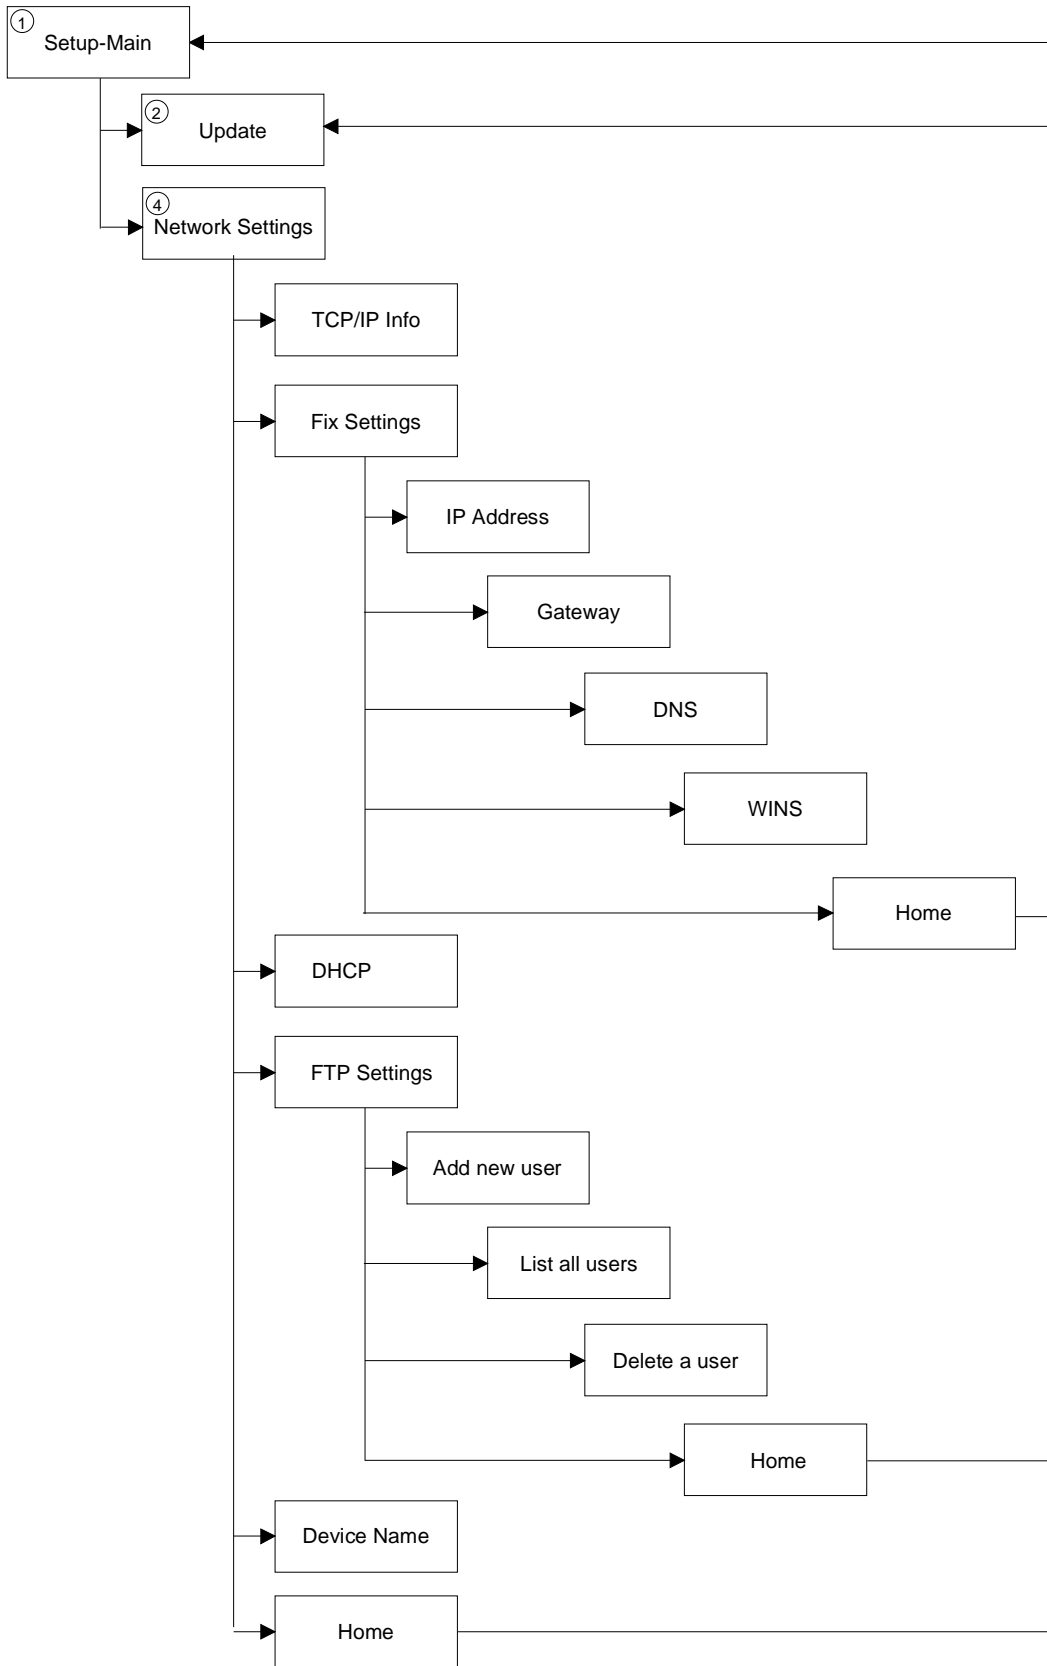 1
Setup-Main
2
Update
4
Network Settings
TCP/IP Info
Fix Settings
IP Address
Gateway
DNS
WINS
Home
DHCP
FTP Settings
Add new user
List all users
Delete a user
Home
Device Name
Home